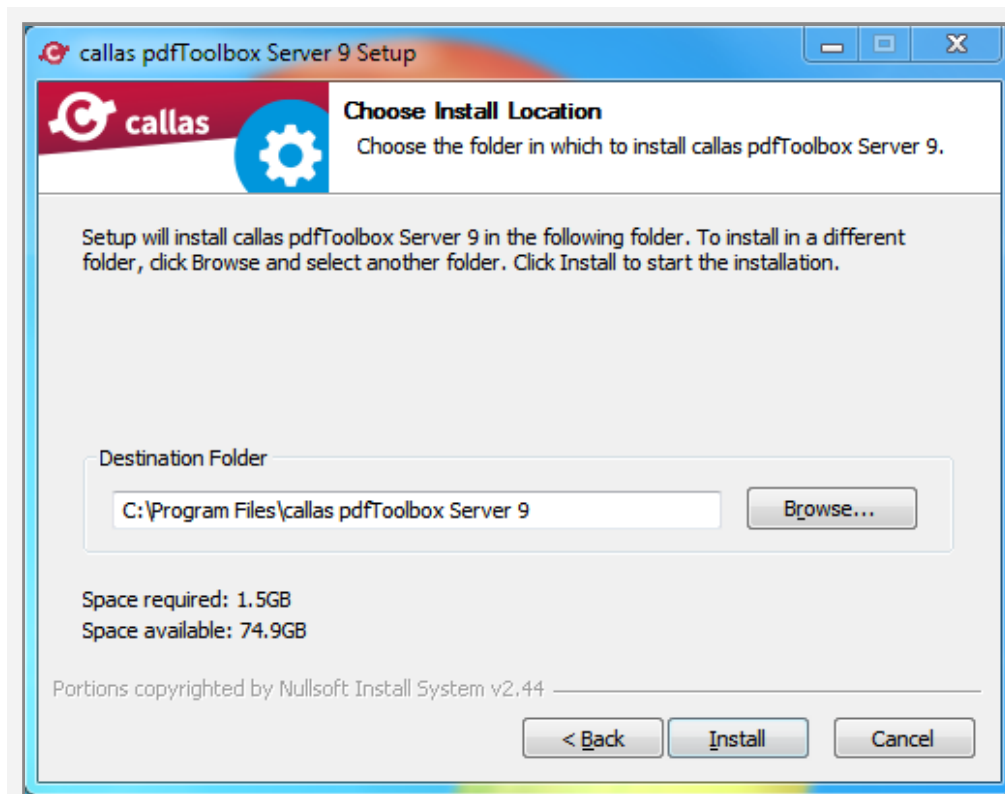 callas pdfToolbox Server 9 Setup
callas
Choose Install Location
Choose the folder in which to install callas pdfToolbox Server 9.
Setup will install callas pdfToolbox Server 9 in the following folder. To install in a different
folder, click Browse and select another folder. Click Install to start the installation.
Destination Folder
C:\Program Files\callas pdfToolbox Server 9
Browse...
Space required: 1.5GB
Space available: 74.9GB
Portions copyrighted by Nullsoft Install System v2.44
< Back
Install
Cancel